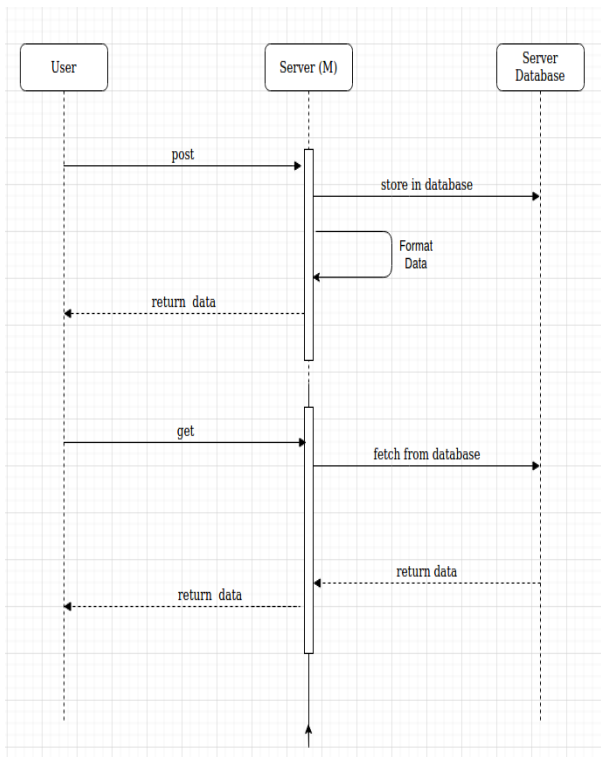 User
Server (M)
Server
Database
post
store in database
Format
Data
return data
get
fetch from database
return data
return data